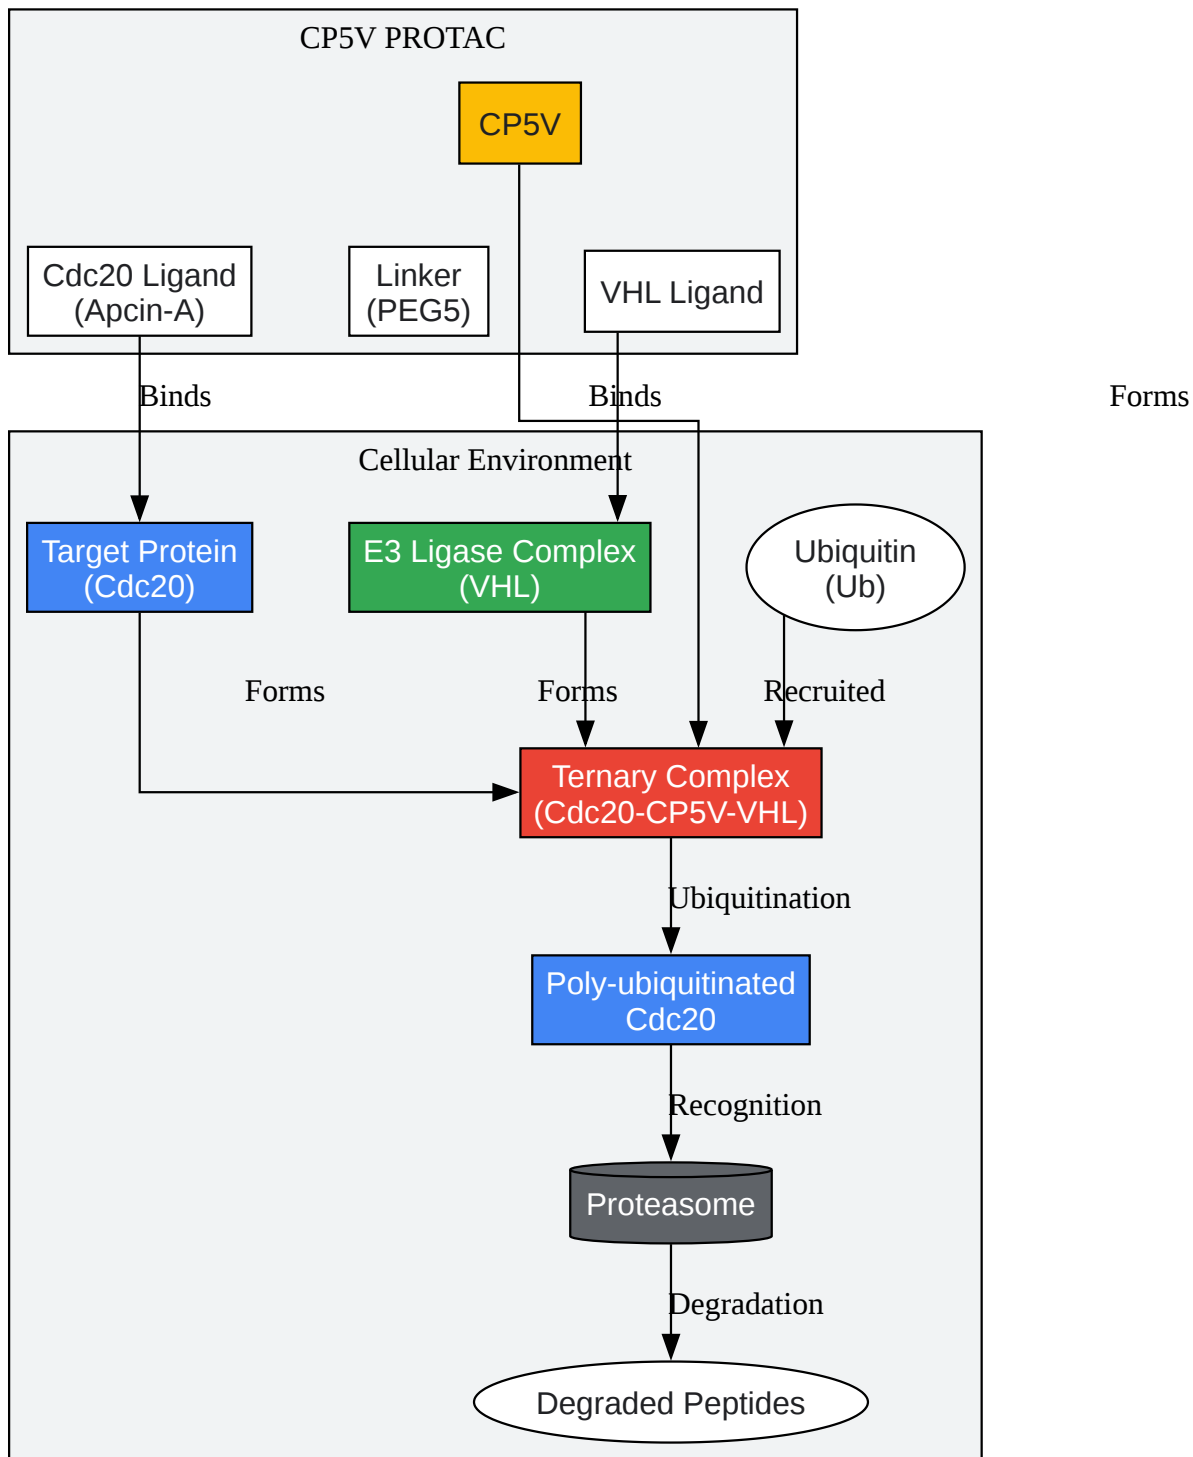 CP5V PROTAC
CP5V
Cdc20 Ligand
(Apcin-A)
Linker
(PEG5)
VHL Ligand
Binds
Binds
Forms
Cellular Environment
Target Protein
(Cdc20)
E3 Ligase Complex
(VHL)
Ubiquitin
(Ub)
Forms
Forms
Recruited
Ternary Complex
(Cdc20-CP5V-VHL)
Ubiquitination
Poly-ubiquitinated
Cdc20
Recognition
Proteasome
Degradation
Degraded Peptides